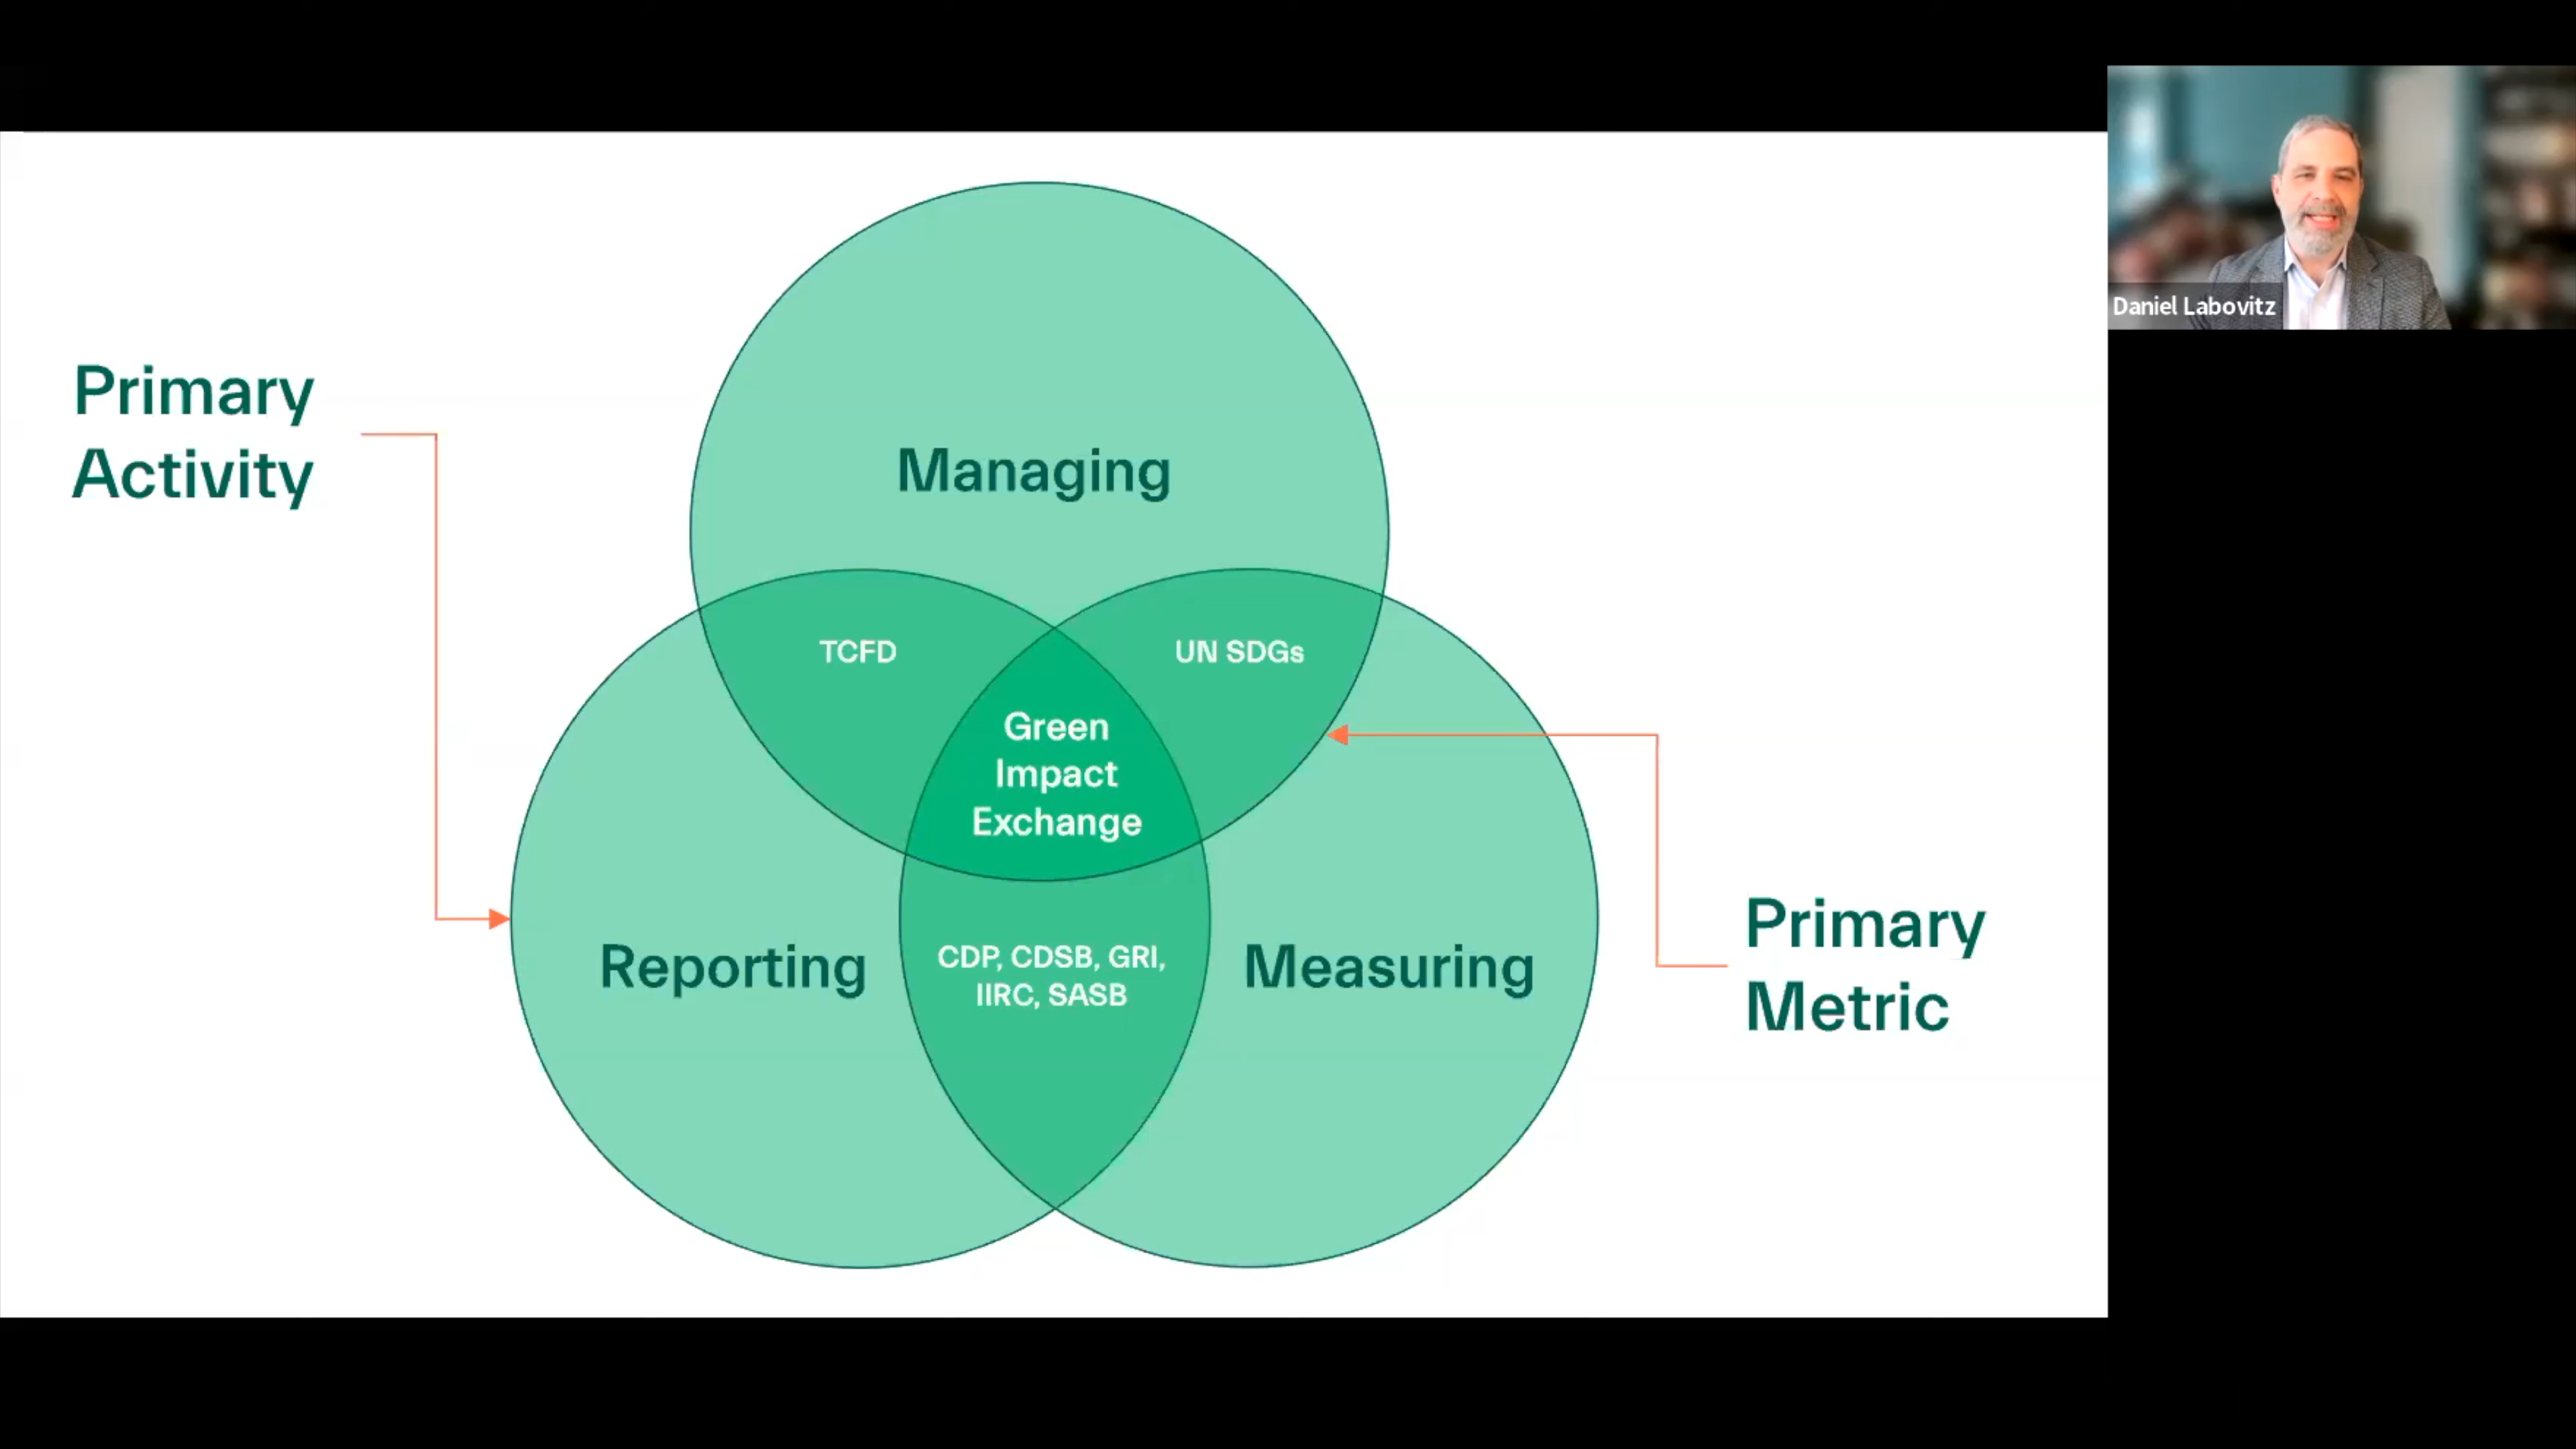 Primary
Activity
Managing
TCFD
UN SDGs
Green
Impact
Exchange
Reporting
CDP, CDSB, GRI,
IIRC, SASB
Measuring
Primary
Metric
Daniel Labovitz